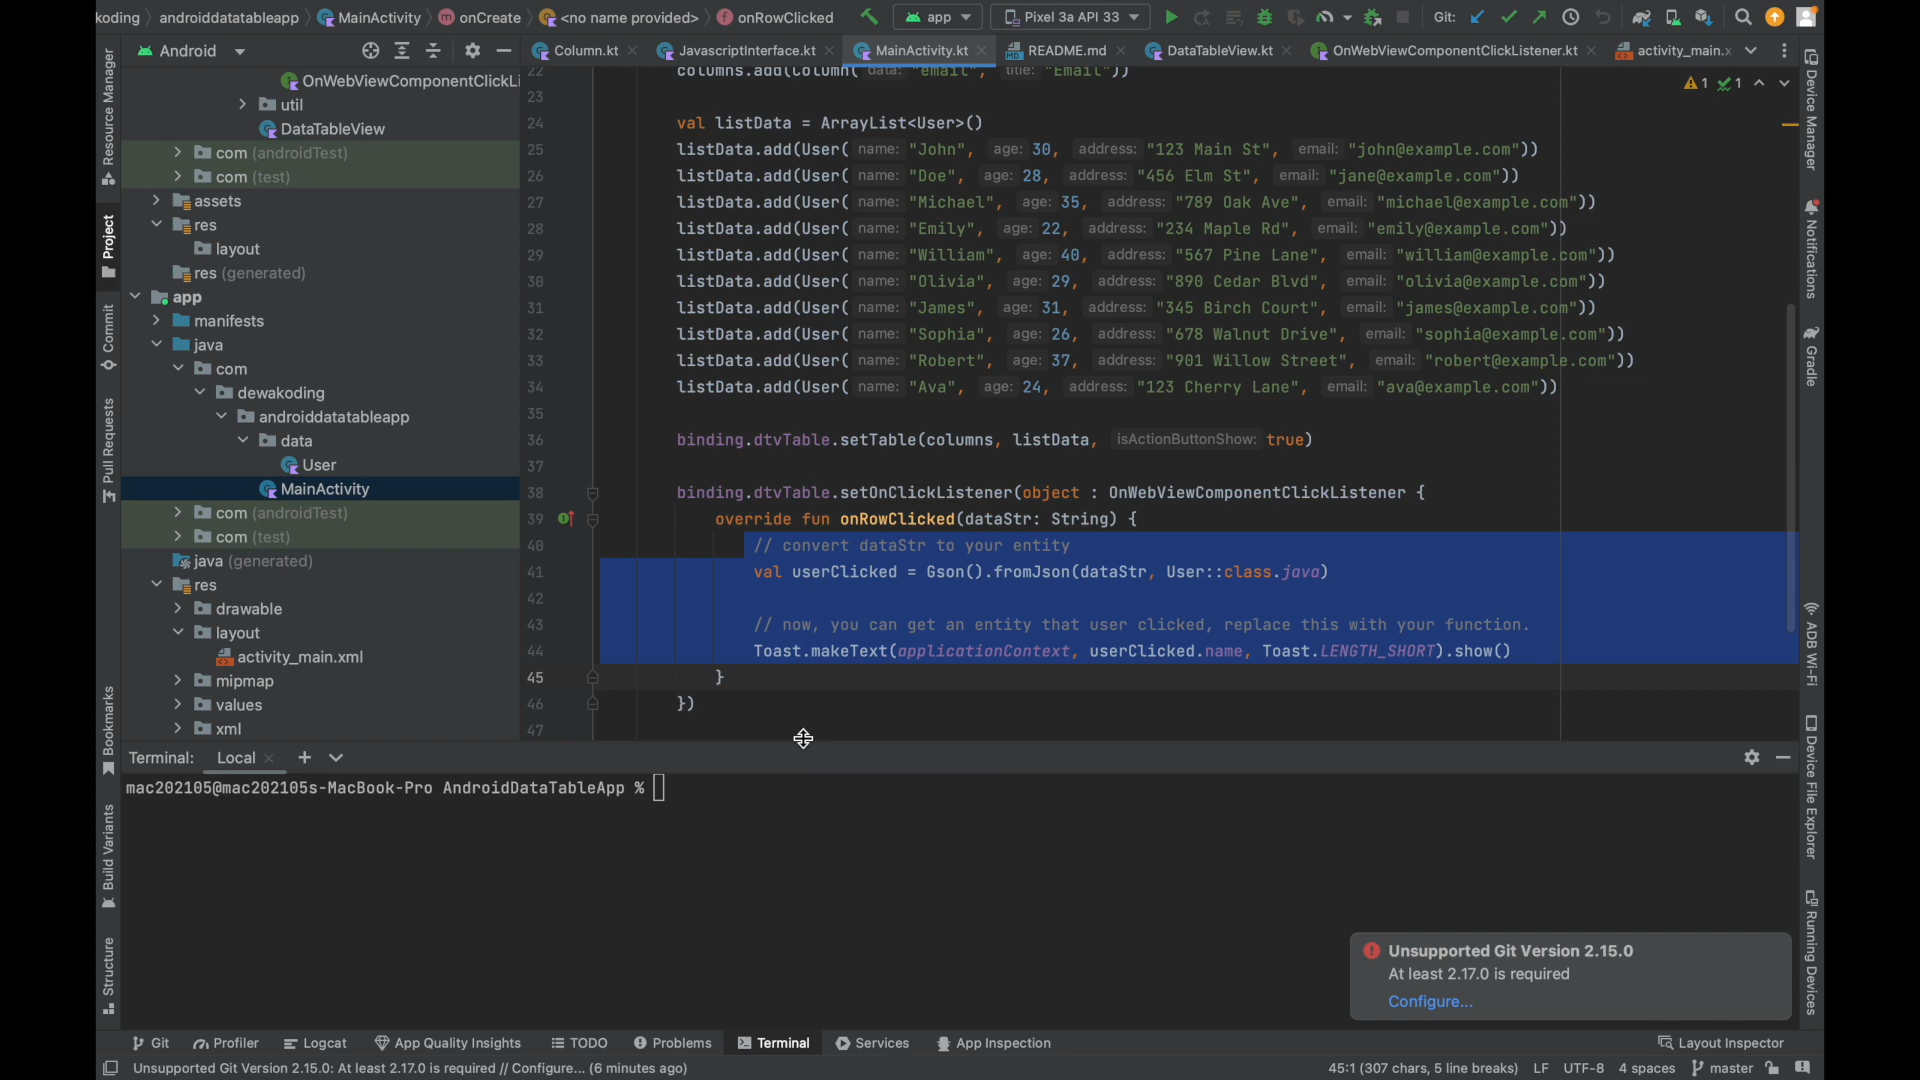 koding androiddatatableapp MainActivity onCreate <no name provided> onRowClicked app Pixel 3a API 33 Git:
Android Column.kt JavascriptInterface.kt MainActivity.kt README.md DataTableView.kt OnWebViewComponentClickListener.kt activity_main.x
OnWebViewComponentClickLi
util
DataTableView
com (androidTest)
com (test)
assets
res
layout
res (generated)
app
manifests
java
com
dewakoding
androiddatatableapp
data
User
MainActivity
com (androidTest)
com (test)
java (generated)
res
drawable
layout
activity_main.xml
mipmap
values
xml
Resource Manager
Project
Commit
Pull Requests
Bookmarks
Build Variants
Structure
22 columns.add(Column( data: "email", title: "Email"))
23
24 val listData = ArrayList<User>()
25 listData.add(User( name: "John", age: 30, address: "123 Main St", email: "john@example.com"))
26 listData.add(User( name: "Doe", age: 28, address: "456 Elm St", email: "jane@example.com"))
27 listData.add(User( name: "Michael", age: 35, address: "789 Oak Ave", email: "michael@example.com"))
28 listData.add(User( name: "Emily", age: 22, address: "234 Maple Rd", email: "emily@example.com"))
29 listData.add(User( name: "William", age: 40, address: "567 Pine Lane", email: "william@example.com"))
30 listData.add(User( name: "Olivia", age: 29, address: "890 Cedar Blvd", email: "olivia@example.com"))
31 listData.add(User( name: "James", age: 31, address: "345 Birch Court", email: "james@example.com"))
32 listData.add(User( name: "Sophia", age: 26, address: "678 Walnut Drive", email: "sophia@example.com"))
33 listData.add(User( name: "Robert", age: 37, address: "901 Willow Street", email: "robert@example.com"))
34 listData.add(User( name: "Ava", age: 24, address: "123 Cherry Lane", email: "ava@example.com"))
35
36 binding.dtvTable.setTable(columns, listData, isActionButtonShow: true)
37
38 binding.dtvTable.setOnClickListener(object : OnWebViewComponentClickListener {
39 override fun onRowClicked(dataStr: String) {
40 // convert dataStr to your entity
41 val userClicked = Gson().fromJson(dataStr, User::class.java)
42
43 // now, you can get an entity that user clicked, replace this with your function.
44 Toast.makeText(applicationContext, userClicked.name, Toast.LENGTH_SHORT).show()
45 }
46 })
47
1 1
Device Manager
Notifications
Gradle
ADB Wi-Fi
Device File Explorer
Running Devices
Terminal: Local
mac202105@mac202105s-MacBook-Pro AndroidDataTableApp %
Unsupported Git Version 2.15.0
At least 2.17.0 is required
Configure...
Git Profiler Logcat App Quality Insights TODO Problems Terminal Services App Inspection Layout Inspector
Unsupported Git Version 2.15.0: At least 2.17.0 is required // Configure... (6 minutes ago) 45:1 (307 chars, 5 line breaks) LF UTF-8 4 spaces master